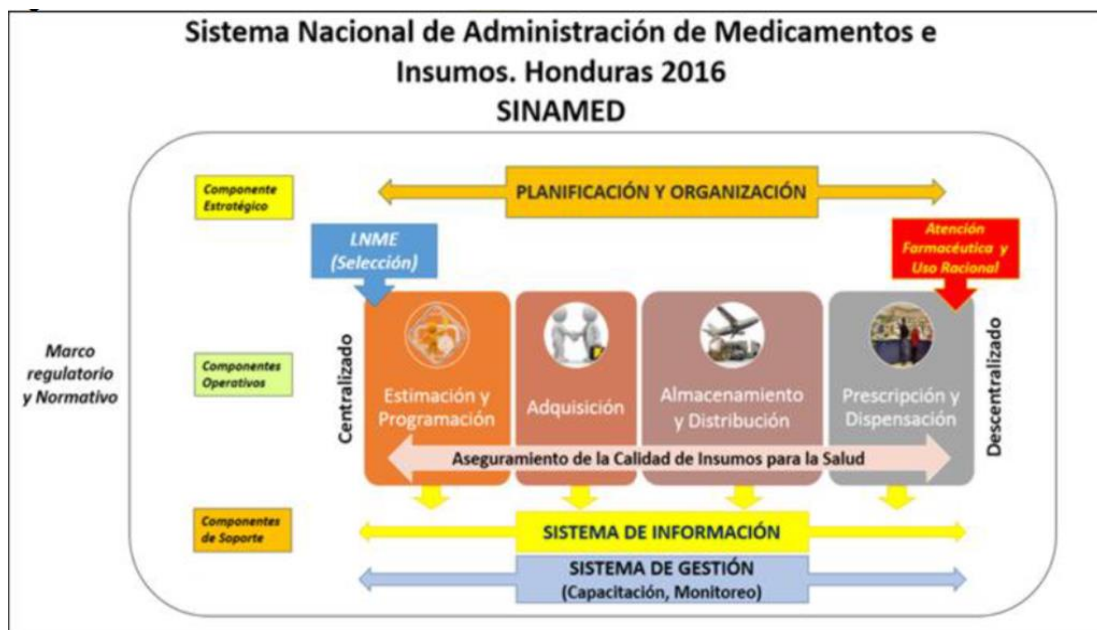 Sistema Nacional de Administración de Medicamentos e
Insumos. Honduras 2016
SINAMED
Componente
Estratégico
PLANIFICACIÓN Y ORGANIZACIÓN
LNME
(Selección)
Atención
Farmacéutica y
Uso Racional
Marco
regulatorio
y Normativo
Componentes
Operativos
Centralizado
Estimación y
Programación
Adquisición
Almacenamiento
y Distribución
Prescripción y
Dispensación
Descentralizado
Aseguramiento de la Calidad de Insumos para la Salud
Componentes
de Soporte
SISTEMA DE INFORMACIÓN
SISTEMA DE GESTIÓN
(Capacitación, Monitoreo)